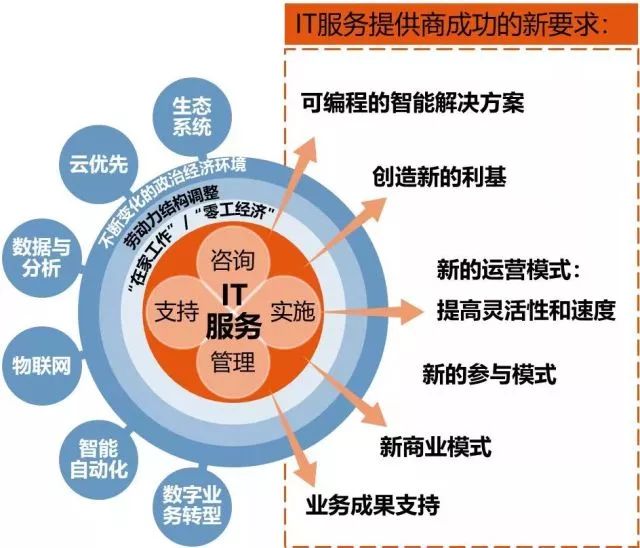 IT服务提供商成功的新要求：
生态
系统
云优先
数据与
分析
物联网
智能
自动化
数字业
务转型
不断变化的政治经济环境
劳动力结构调整
“在家工作” / “零工经济”
咨询
支持
IT
服务
实施
管理
可编程的智能解决方案
创造新的利基
新的运营模式：
提高灵活性和速度
新的参与模式
新商业模式
业务成果支持